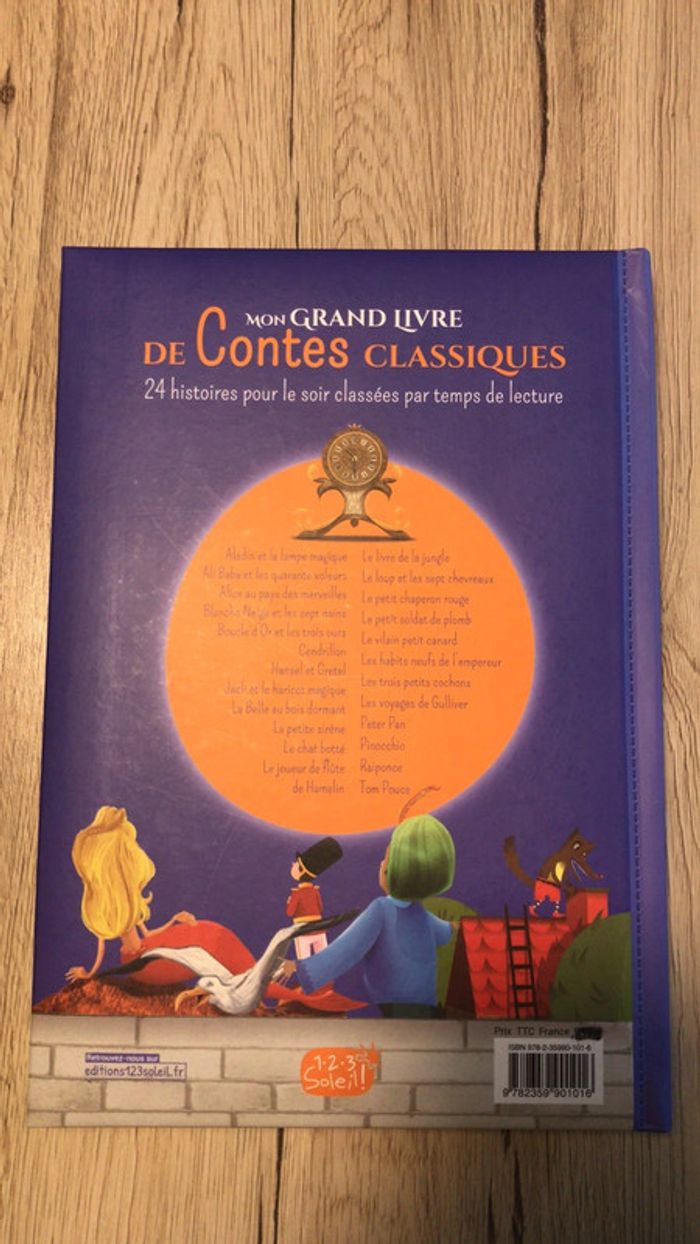 MON GRAND LIVRE
DE Contes CLASSIQUES
24 histoires pour le soir classées par temps de lecture
Aladin et la lampe magique
Ali Baba et les quarante voleurs
Alice au pays des merveilles
Blanche Neige et les sept nains
Boucle d'Or et les trois ours
Cendrillon
Hansel et Gretel
Jack et le haricot magique
La Belle au bois dormant
La petite sirène
Le chat botté
Le joueur de flûte
de Hamelin
Le livre de la jungle
Le loup et les sept chevreaux
Le petit chaperon rouge
Le petit soldat de plomb
Le vilain petit canard
Les habits neufs de l'empereur
Les trois petits cochons
Les voyages de Gulliver
Peter Pan
Pinocchio
Raiponce
Tom Pouce
Retrouvez-nous sur
editions123soleil.fr
1·2·3
Soleil!
Prix TTC France
ISBN 978-2-35990-101-6
9 782359 901016